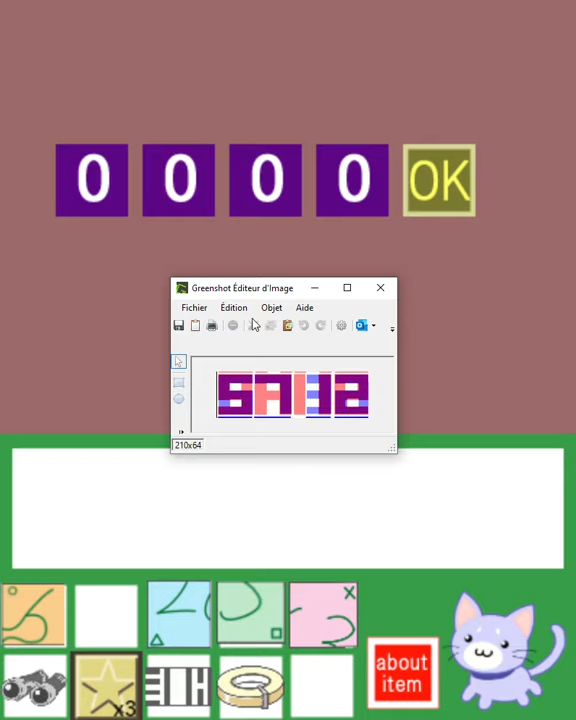 0 0 0 0 OK
Greenshot Éditeur d'Image
Fichier Édition Objet Aide
210x64
x3
about
item